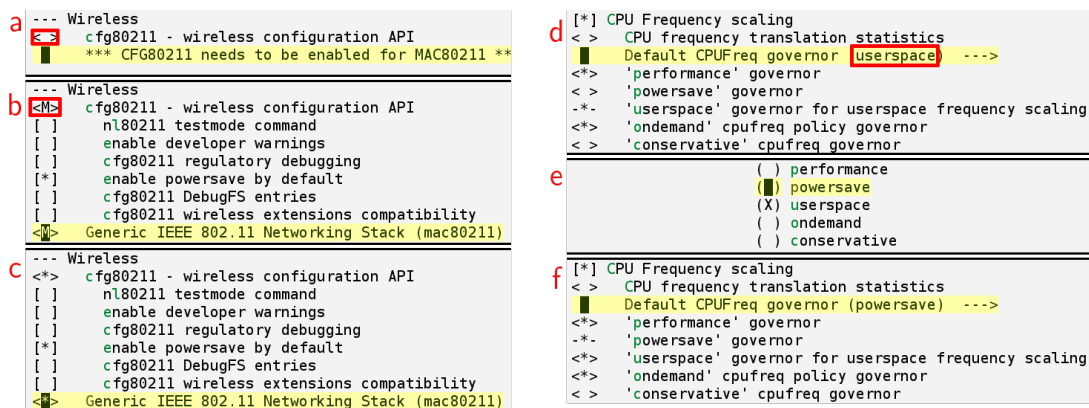 a
--- Wireless
< > cfg80211 - wireless configuration API
*** CFG80211 needs to be enabled for MAC80211 **
b
--- Wireless
<M> cfg80211 - wireless configuration API
[ ] nl80211 testmode command
[ ] enable developer warnings
[ ] cfg80211 regulatory debugging
[*] enable powersave by default
[ ] cfg80211 DebugFS entries
[ ] cfg80211 wireless extensions compatibility
<M> Generic IEEE 802.11 Networking Stack (mac80211)
c
--- Wireless
<*> cfg80211 - wireless configuration API
[ ] nl80211 testmode command
[ ] enable developer warnings
[ ] cfg80211 regulatory debugging
[*] enable powersave by default
[ ] cfg80211 DebugFS entries
[ ] cfg80211 wireless extensions compatibility
<*> Generic IEEE 802.11 Networking Stack (mac80211)
d
[*] CPU Frequency scaling
< > CPU frequency translation statistics
Default CPUFreq governor (userspace) --->
<*> 'performance' governor
< > 'powersave' governor
-*- 'userspace' governor for userspace frequency scaling
<*> 'ondemand' cpufreq policy governor
< > 'conservative' cpufreq governor
e
( ) performance
( ) powersave
(X) userspace
( ) ondemand
( ) conservative
f
[*] CPU Frequency scaling
< > CPU frequency translation statistics
Default CPUFreq governor (powersave) --->
<*> 'performance' governor
-*- 'powersave' governor
<*> 'userspace' governor for userspace frequency scaling
<*> 'ondemand' cpufreq policy governor
< > 'conservative' cpufreq governor